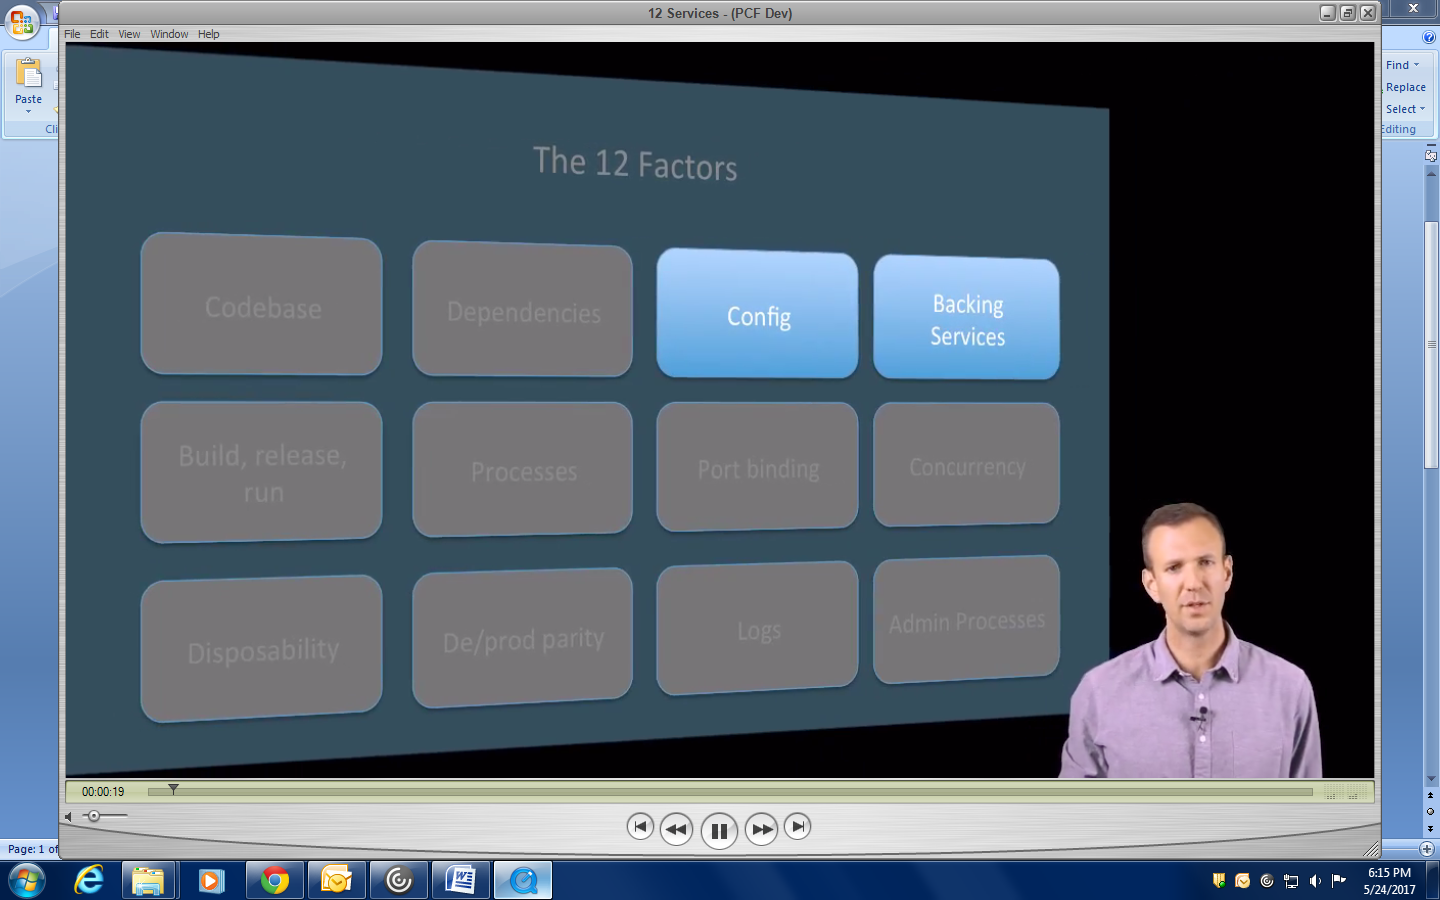 12 Services - (PCF Dev)
File Edit View Window Help
Paste
Cli
Find
Replace
Select
Editing
The 12 Factors
Codebase
Dependencies
Config
Backing
Services
Build, release,
run
Processes
Port binding
Concurrency
Disposability
De/prod parity
Logs
Admin Processes
00:00:19
Page: 1 of
6:15 PM
5/24/2017